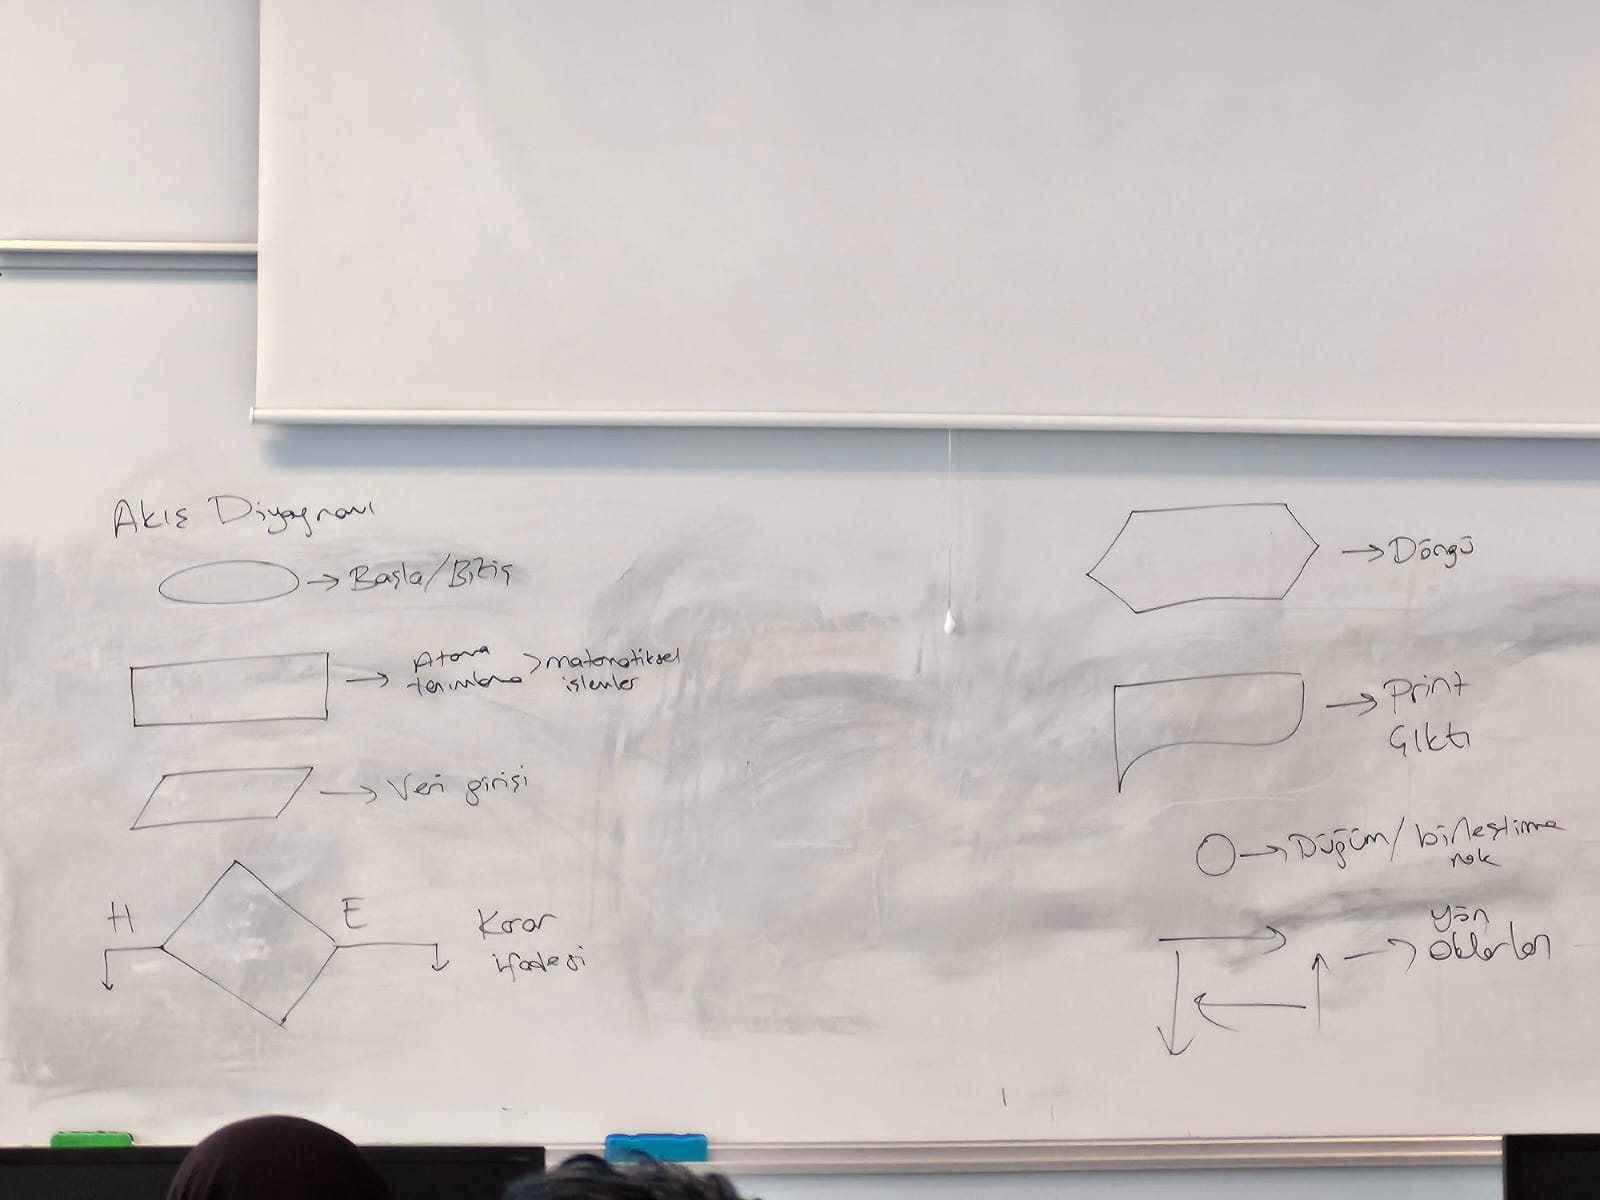 Akış Diyagramı
→ Başla/Bitiş
→ Atama > matematiksel
tanımlama işlemler
→ Veri girişi
H E
Karar
ifadesi
→ Döngü
→ Print
Çıktı
→ Düğüm/birleştirme
nok
yön
→ okları